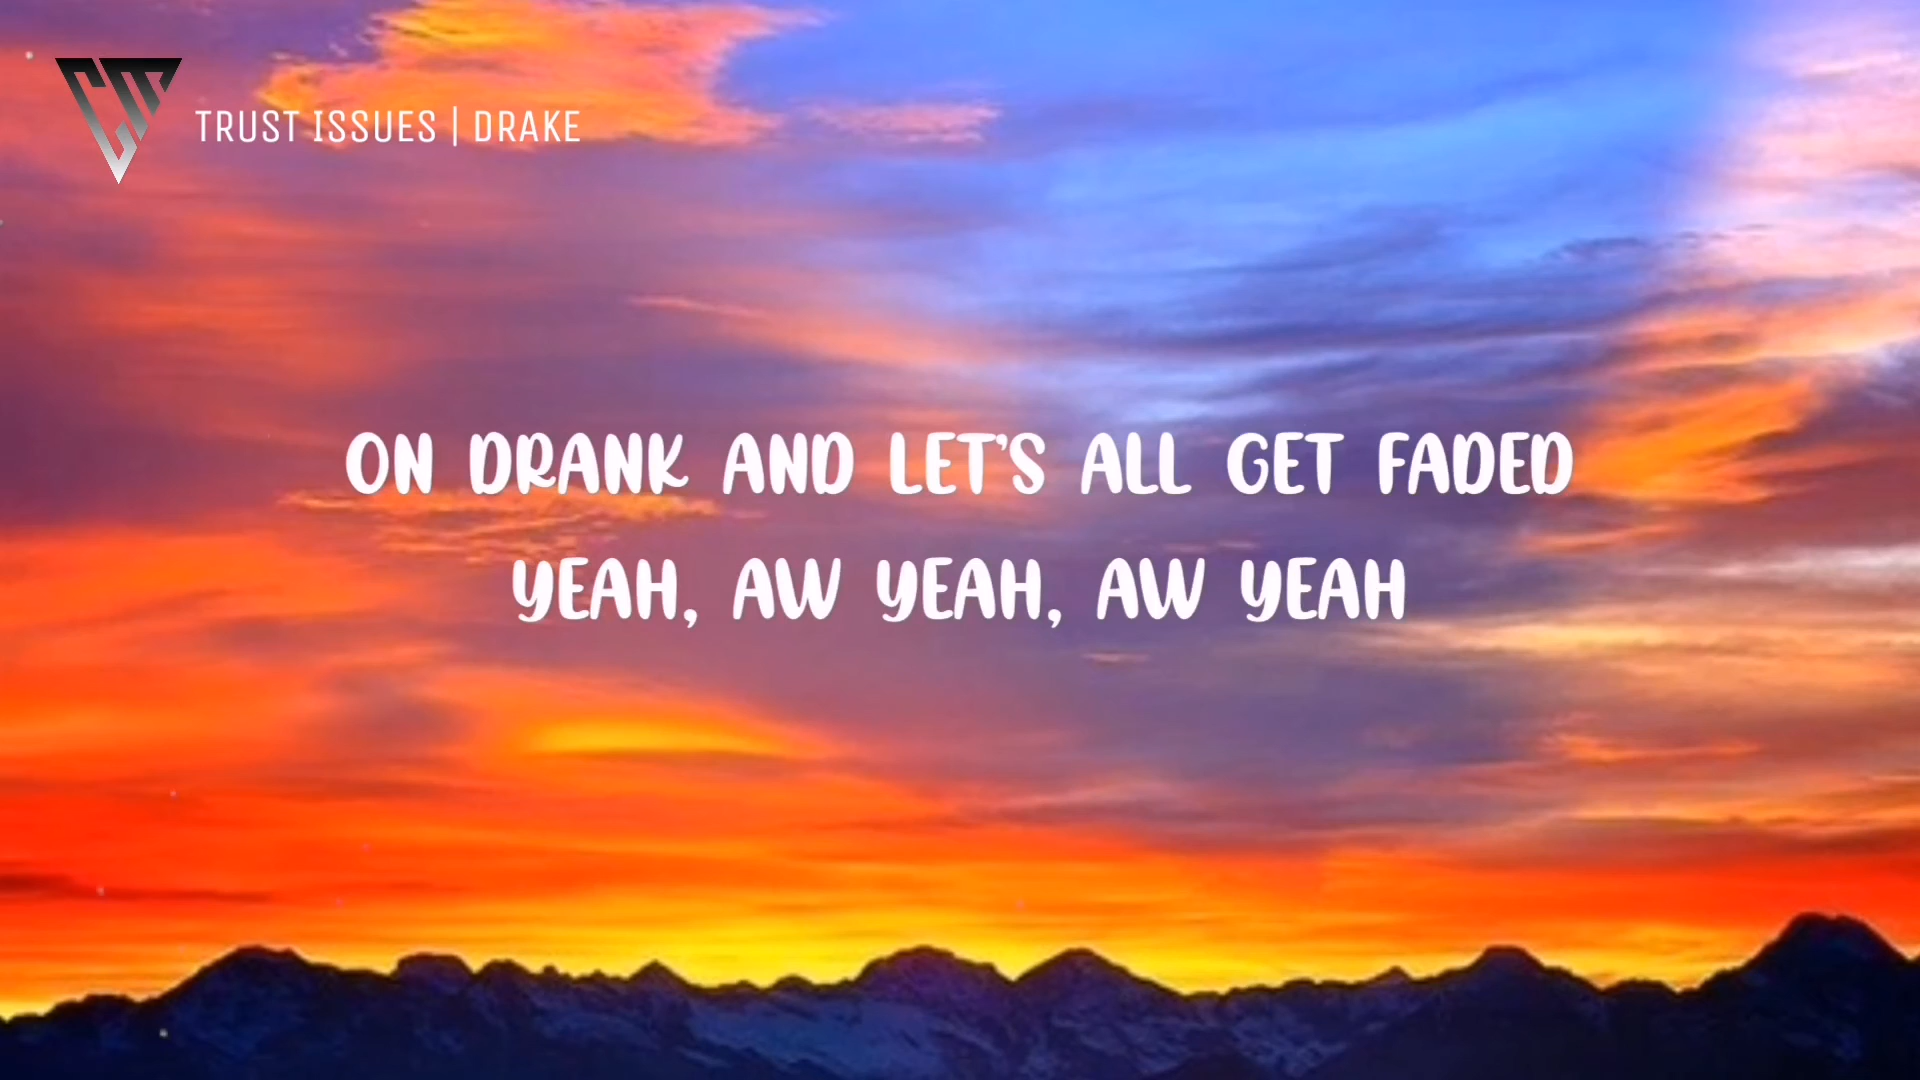 TRUST ISSUES | DRAKE
ON DRANK AND LET'S ALL GET FADED
YEAH, AW YEAH, AW YEAH